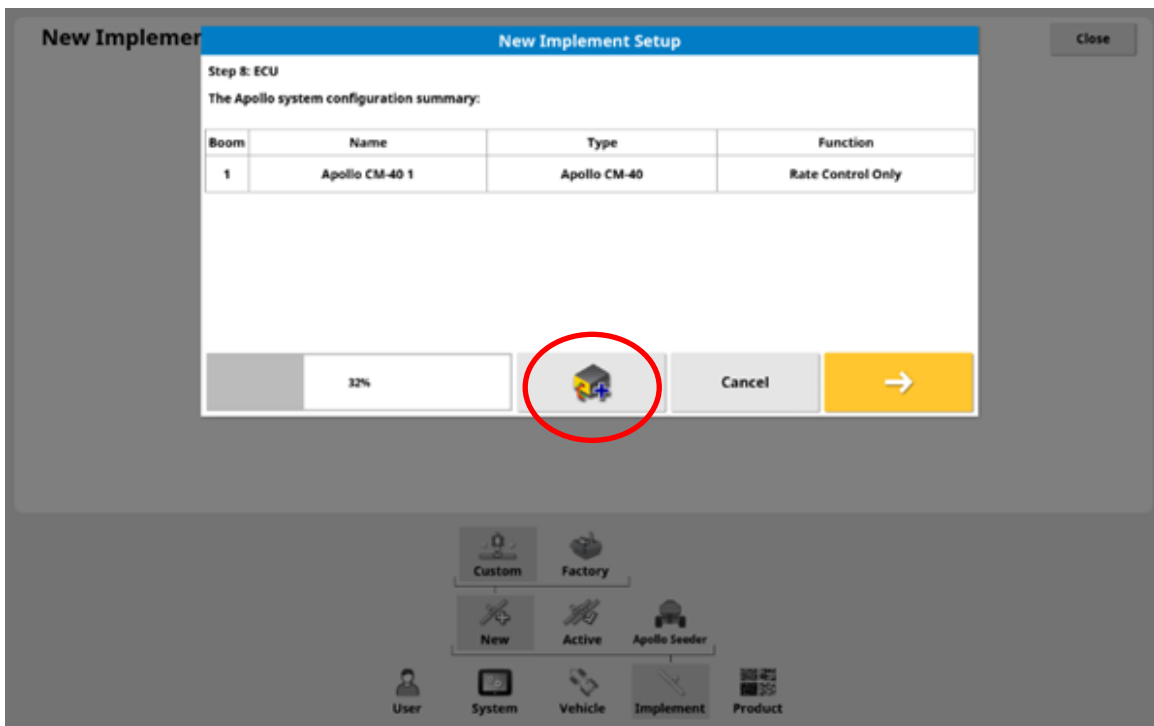 New Implemen
New Implement Setup
Close
Step 8: ECU
The Apollo system configuration summary:
Boom Name Type Function
1 Apollo CM-40 1 Apollo CM-40 Rate Control Only
32%
Cancel
Custom Factory
New Active Apollo Seeder
User System Vehicle Implement Product